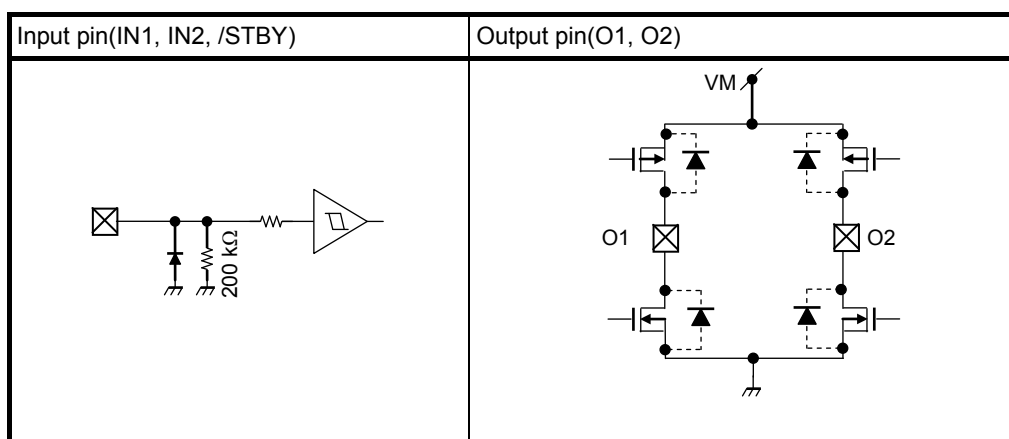 Input pin(IN1, IN2, /STBY)
Output pin(O1, O2)
VM
200 kΩ
O1
O2